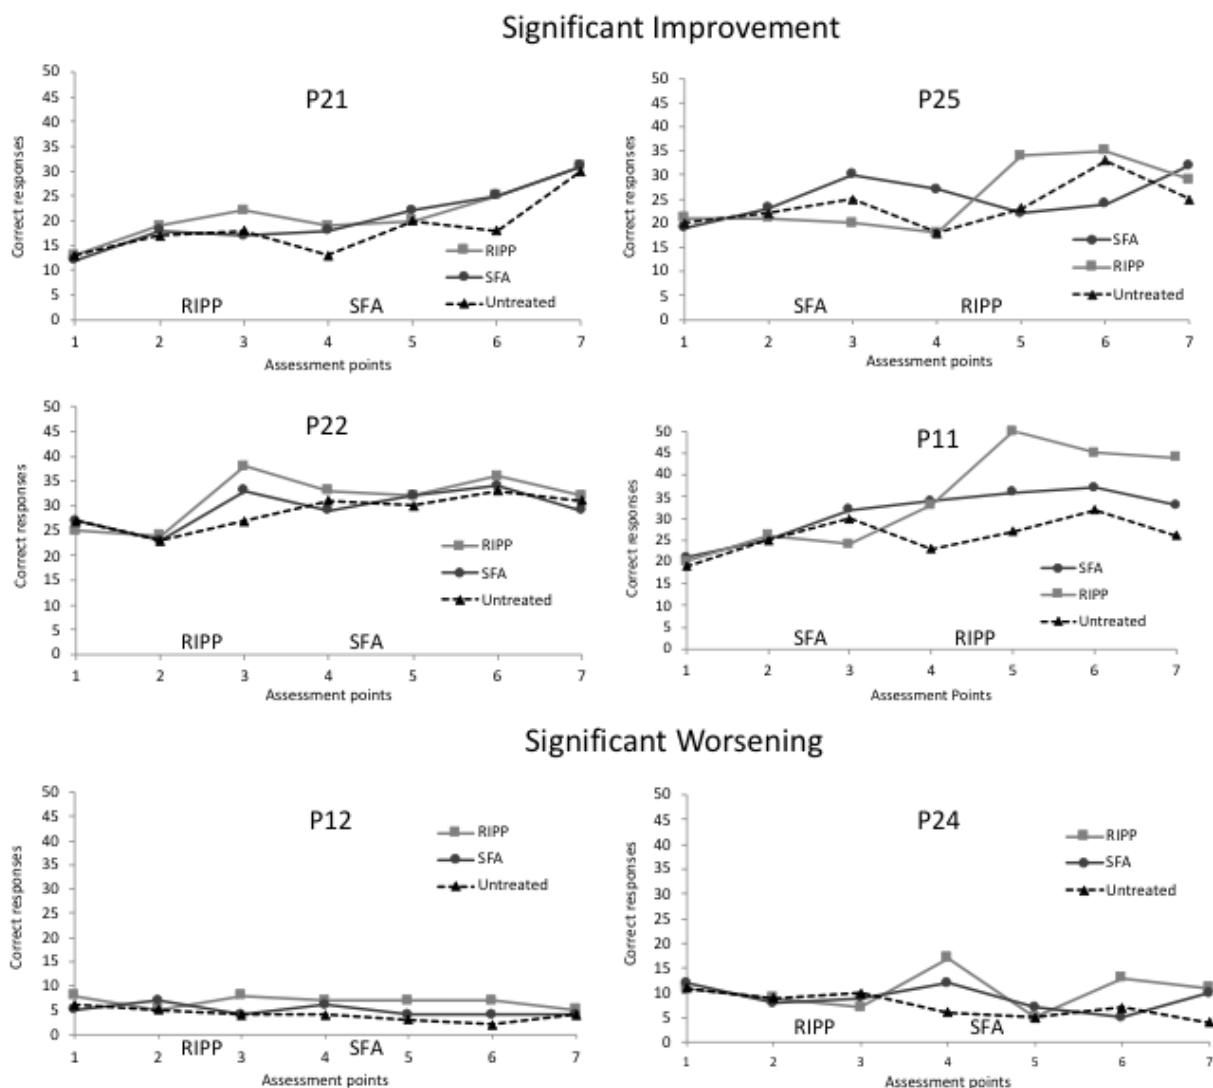 Significant Improvement
P21
Correct responses
50
45
40
35
30
25
20
15
10
5
0
RIPP
SFA
Untreated
RIPP SFA
1 2 3 4 5 6 7
Assessment points
P25
Correct responses
50
45
40
35
30
25
20
15
10
5
0
SFA
RIPP
Untreated
SFA RIPP
1 2 3 4 5 6 7
Assessment points
P22
Correct responses
50
45
40
35
30
25
20
15
10
5
0
RIPP
SFA
Untreated
RIPP SFA
1 2 3 4 5 6 7
Assessment points
P11
Correct responses
50
45
40
35
30
25
20
15
10
5
0
SFA
RIPP
Untreated
SFA RIPP
1 2 3 4 5 6 7
Assessment Points
Significant Worsening
P12
Correct responses
50
45
40
35
30
25
20
15
10
5
0
RIPP
SFA
Untreated
1 2 3 4 5 6 7
RIPP SFA
Assessment points
P24
Correct responses
50
45
40
35
30
25
20
15
10
5
0
RIPP
SFA
Untreated
RIPP SFA
1 2 3 4 5 6 7
Assessment points